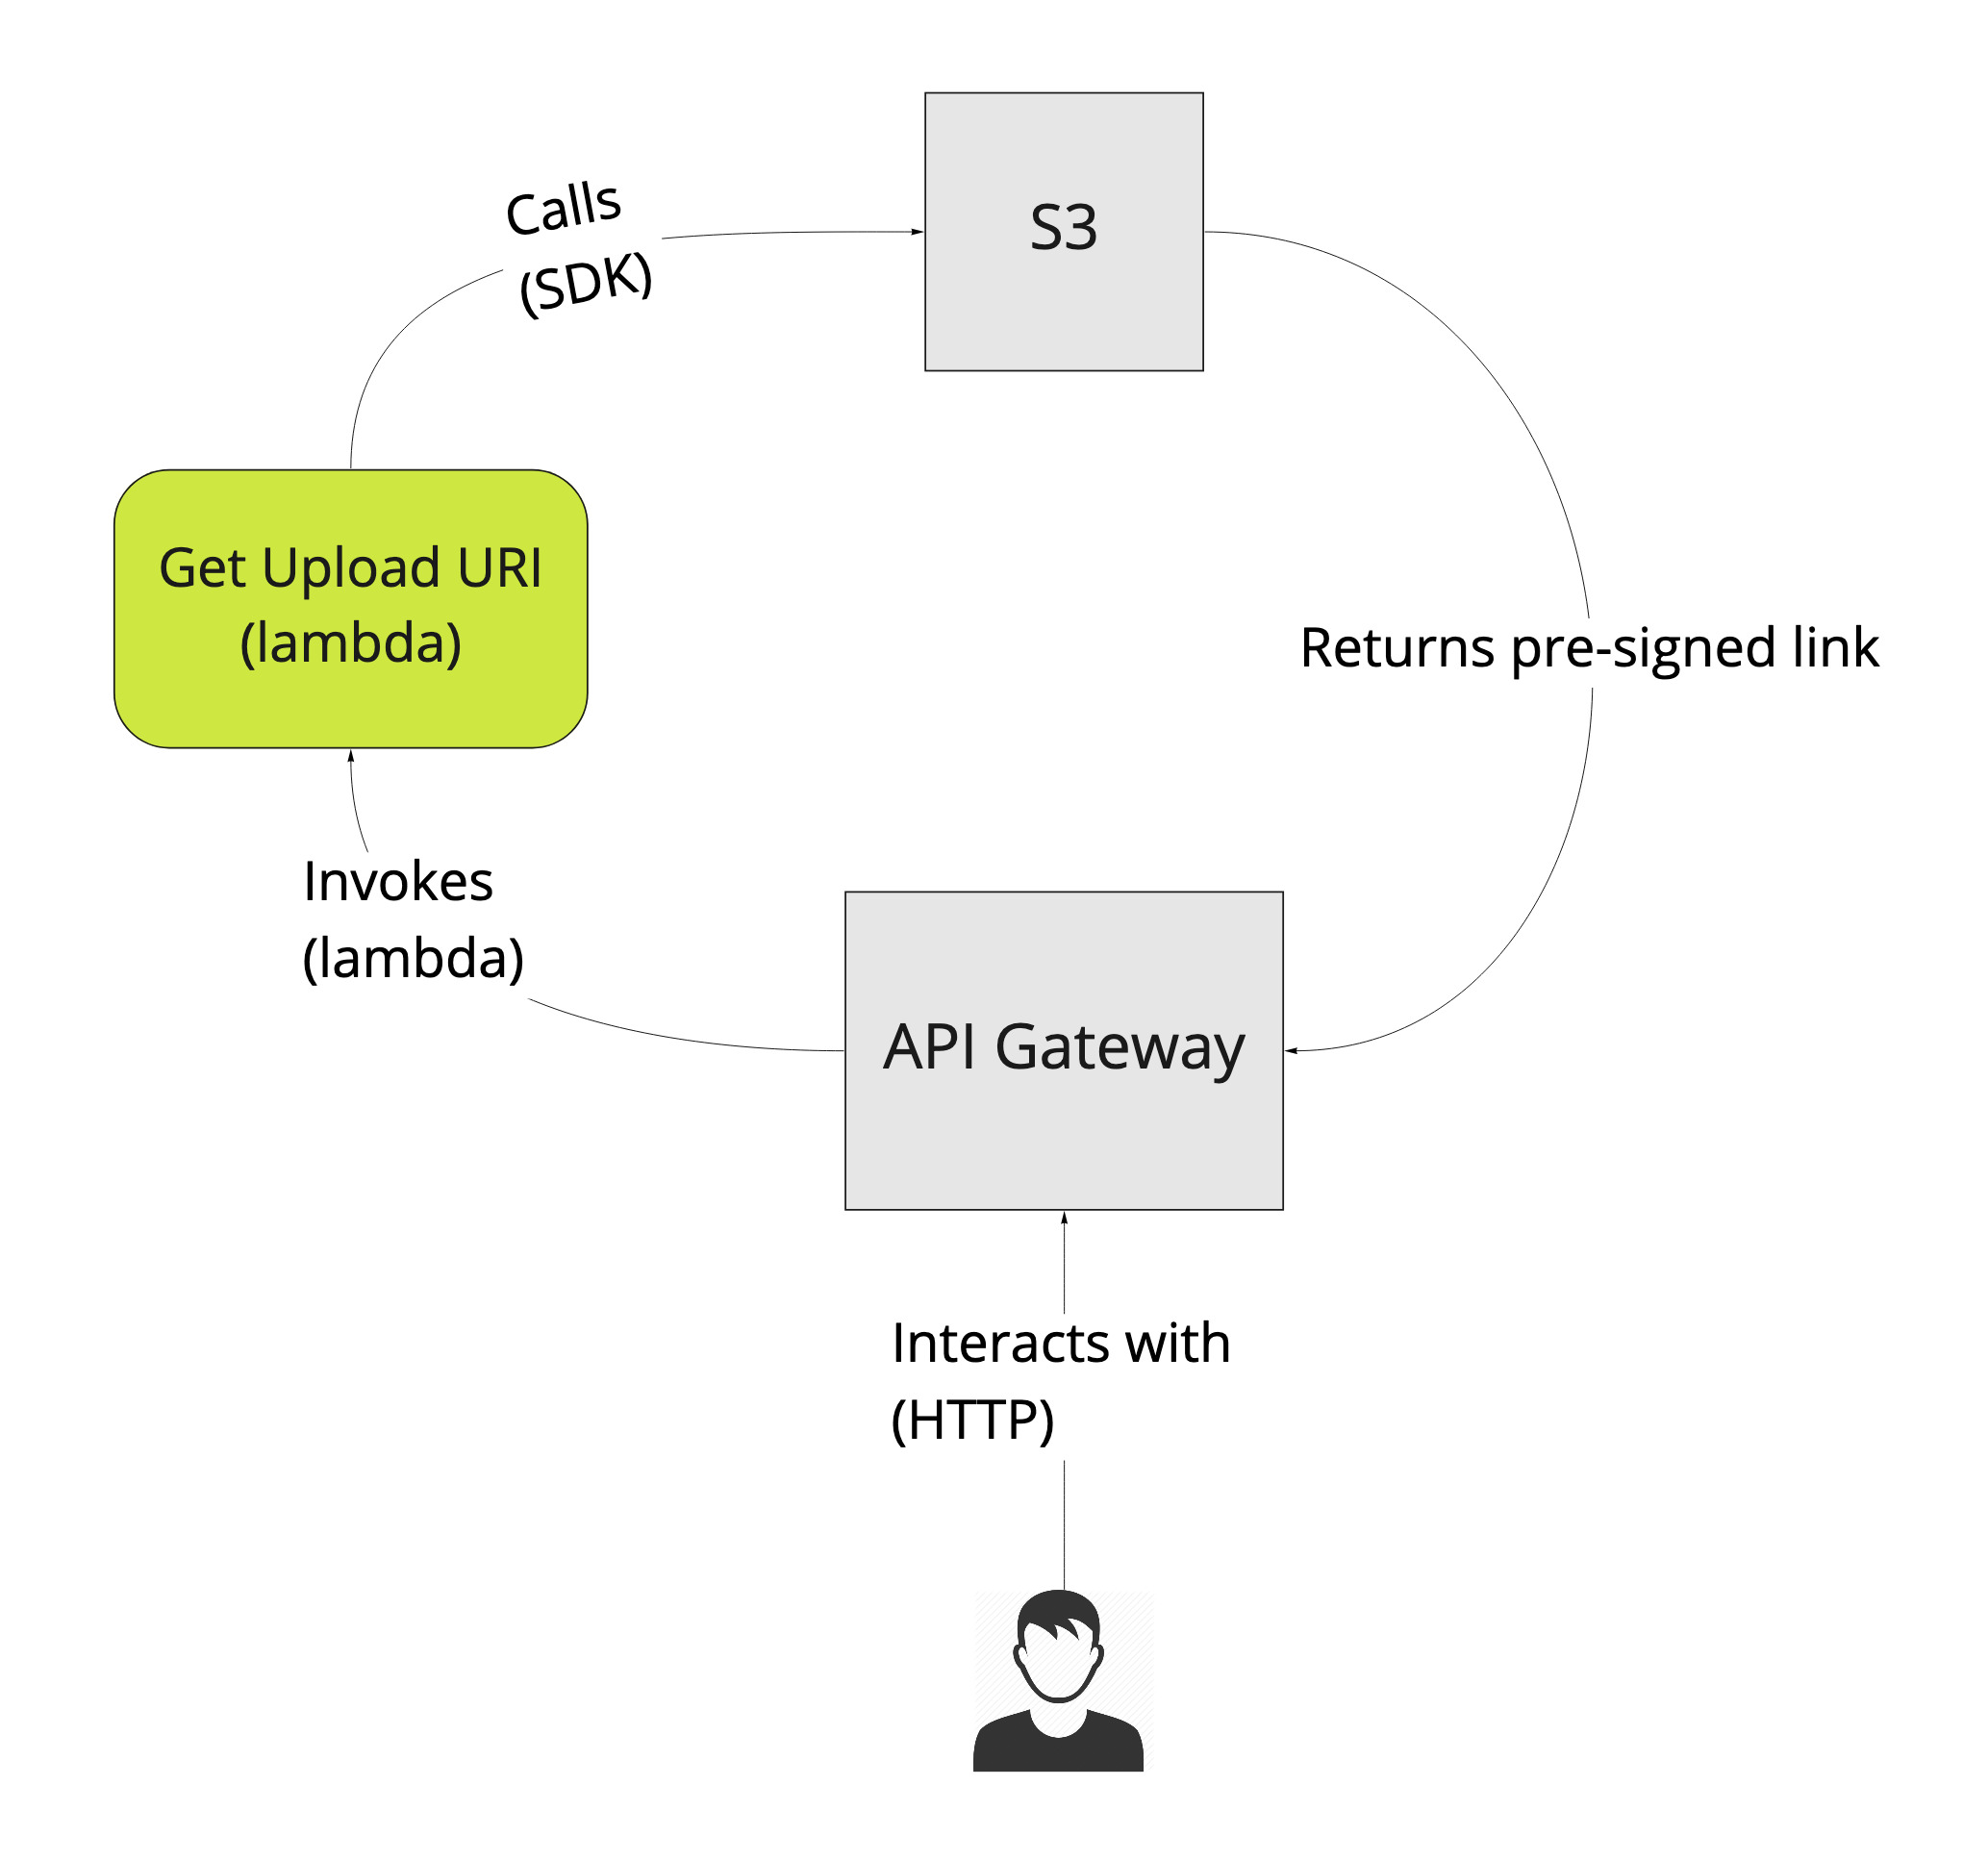 Calls
(SDK)
S3
Get Upload URI
(lambda)
Returns pre-signed link
Invokes
(lambda)
API Gateway
Interacts with
(HTTP)